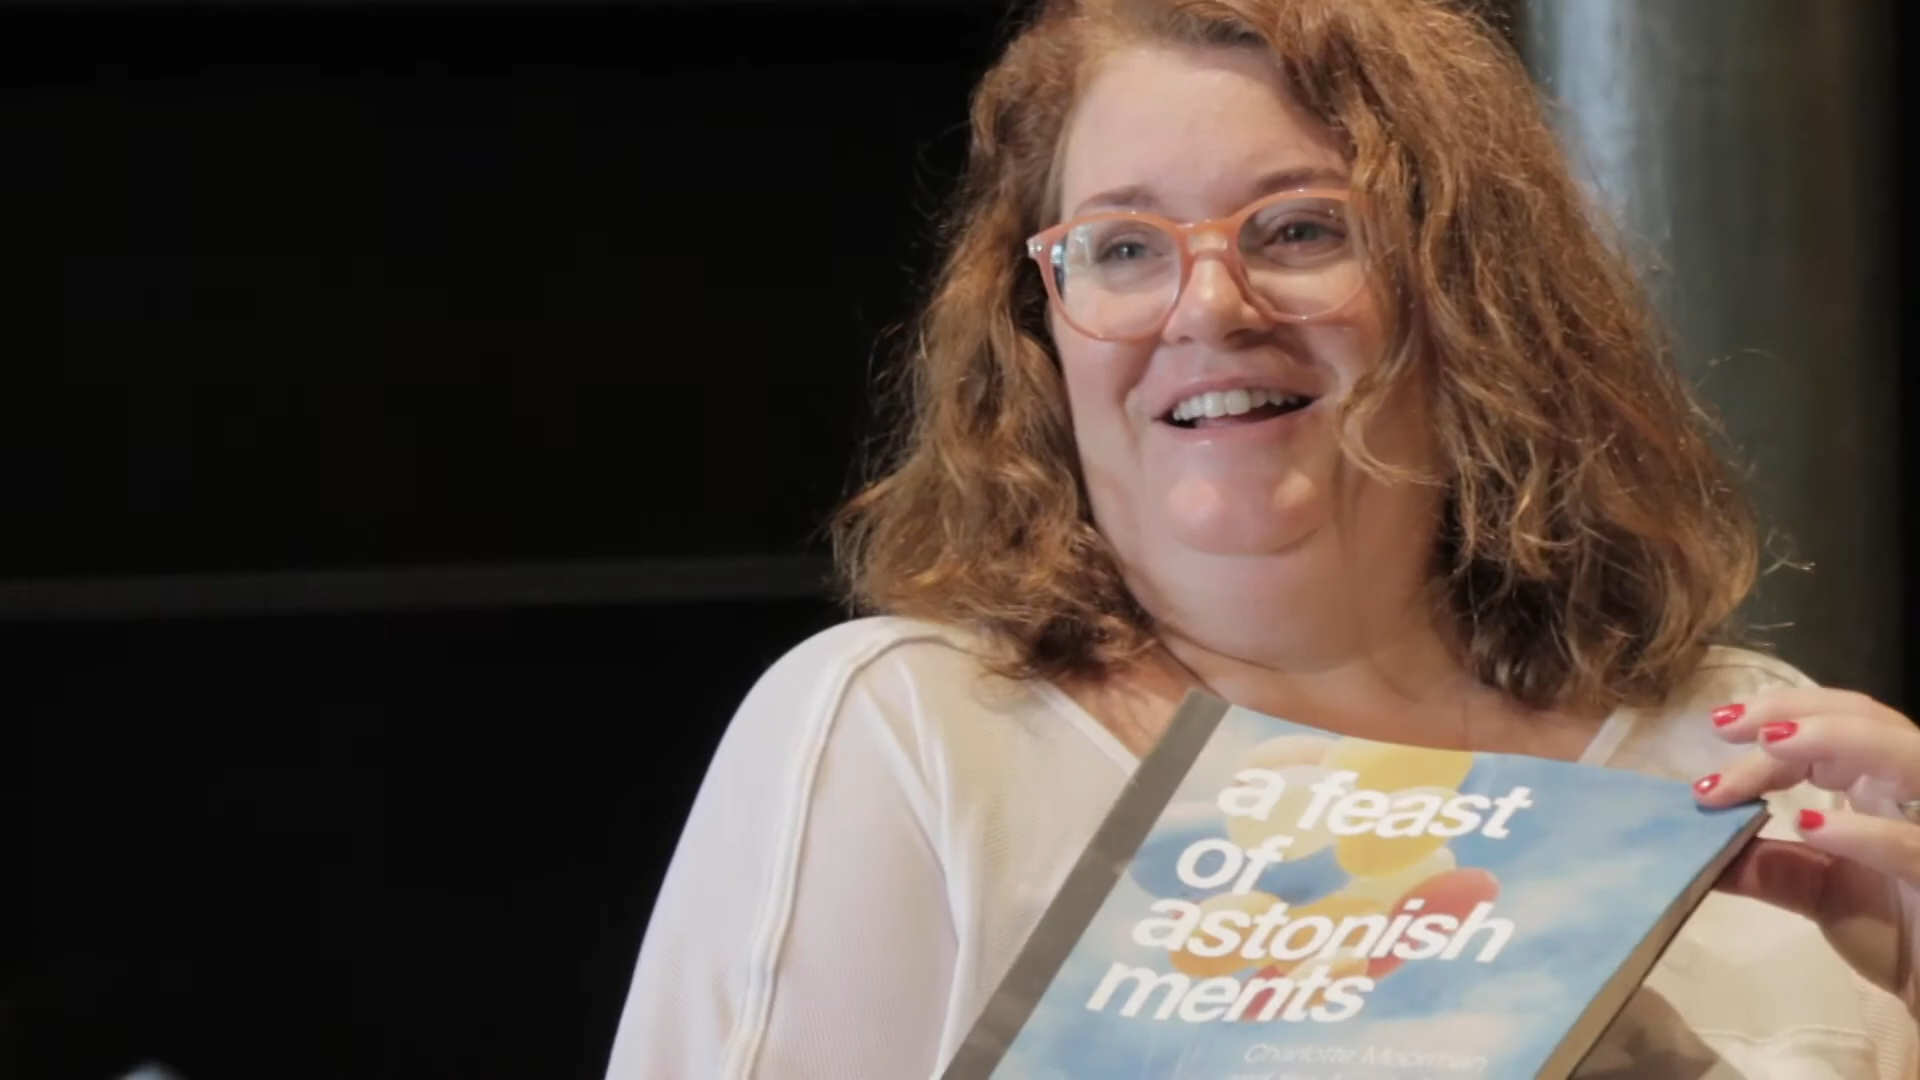 a feast
of
astonish
ments
Charlotte Moorman